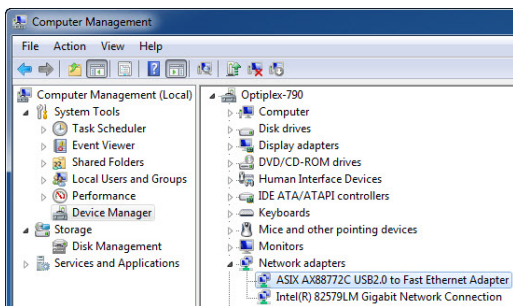 Computer Management
File Action View Help
Computer Management (Local)
System Tools
Task Scheduler
Event Viewer
Shared Folders
Local Users and Groups
Performance
Device Manager
Storage
Disk Management
Services and Applications
Optiplex-790
Computer
Disk drives
Display adapters
DVD/CD-ROM drives
Human Interface Devices
IDE ATA/ATAPI controllers
Keyboards
Mice and other pointing devices
Monitors
Network adapters
ASIX AX88772C USB2.0 to Fast Ethernet Adapter
Intel(R) 82579LM Gigabit Network Connection